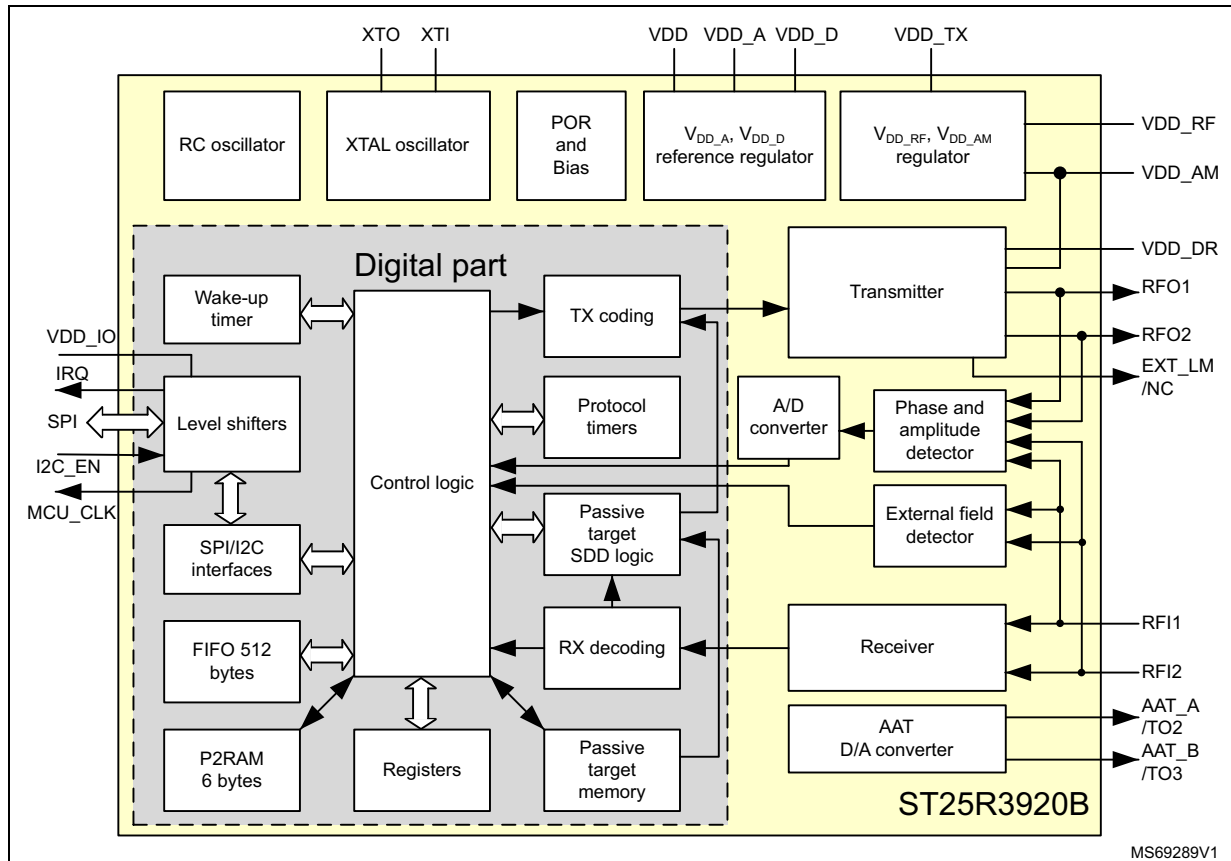 XTO XTI VDD VDD_A VDD_D VDD_TX
RC oscillator
XTAL oscillator
POR
and
Bias
VDD_A, VDD_D
reference regulator
VDD_RF, VDD_AM
regulator
VDD_RF
VDD_AM
VDD_DR
RFO1
RFO2
EXT_LM
/NC
Digital part
Wake-up
timer
TX coding
Transmitter
VDD_IO
IRQ
SPI
I2C_EN
MCU_CLK
Level shifters
Control logic
Protocol
timers
A/D
converter
Phase and
amplitude
detector
SPI/I2C
interfaces
Passive
target
SDD logic
External field
detector
FIFO 512
bytes
RX decoding
Receiver
RFI1
RFI2
P2RAM
6 bytes
Registers
Passive
target
memory
AAT
D/A converter
AAT_A
/TO2
AAT_B
/TO3
ST25R3920B
MS69289V1